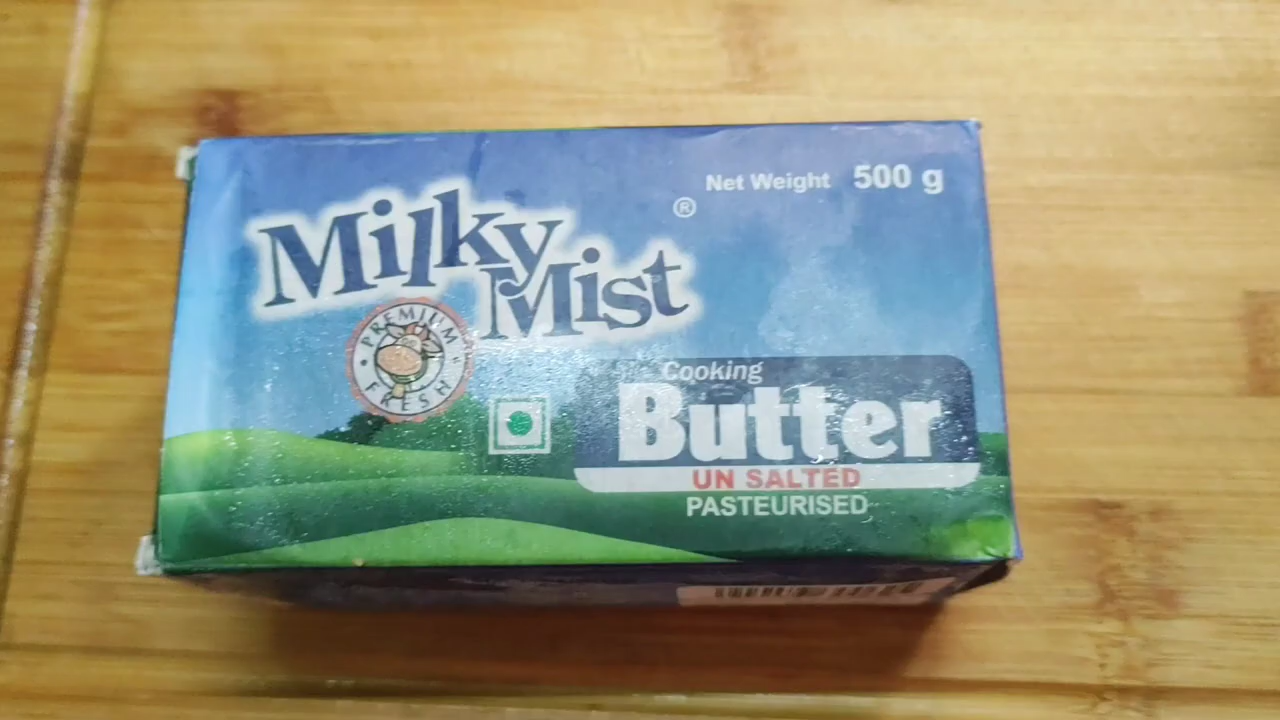 Net Weight 500 g
Milky
Mist
®
PREMIUM
FRESH
Cooking
Butter
UN SALTED
PASTEURISED